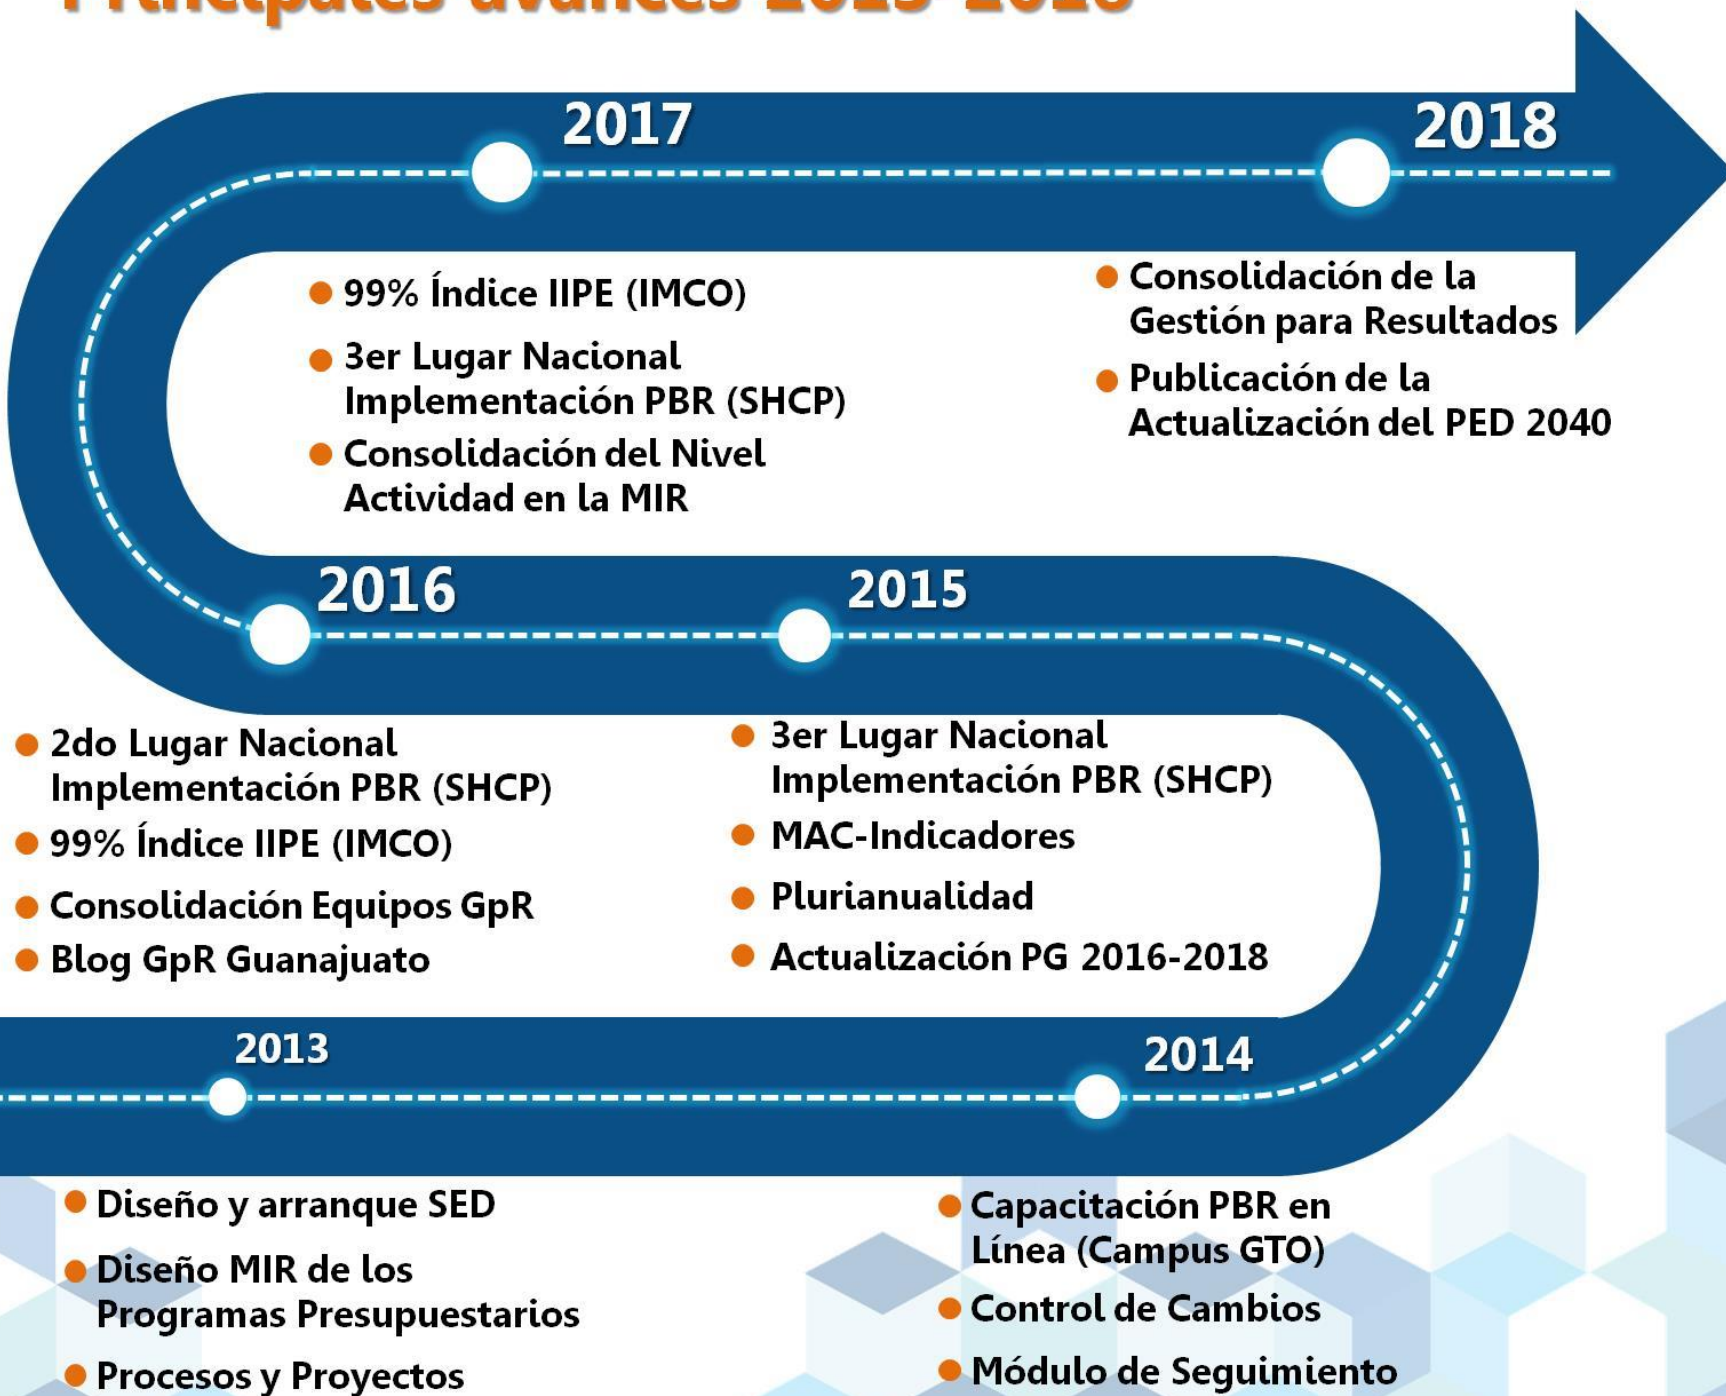 Principales avances 2013-2018
2017
2018
99% Índice IIPE (IMCO)
3er Lugar Nacional
Implementación PBR (SHCP)
Consolidación del Nivel
Actividad en la MIR
Consolidación de la
Gestión para Resultados
Publicación de la
Actualización del PED 2040
2016
2015
2do Lugar Nacional
Implementación PBR (SHCP)
99% Índice IIPE (IMCO)
Consolidación Equipos GpR
Blog GpR Guanajuato
3er Lugar Nacional
Implementación PBR (SHCP)
MAC-Indicadores
Plurianualidad
Actualización PG 2016-2018
2013
2014
Diseño y arranque SED
Diseño MIR de los
Programas Presupuestarios
Procesos y Proyectos
Capacitación PBR en
Línea (Campus GTO)
Control de Cambios
Módulo de Seguimiento